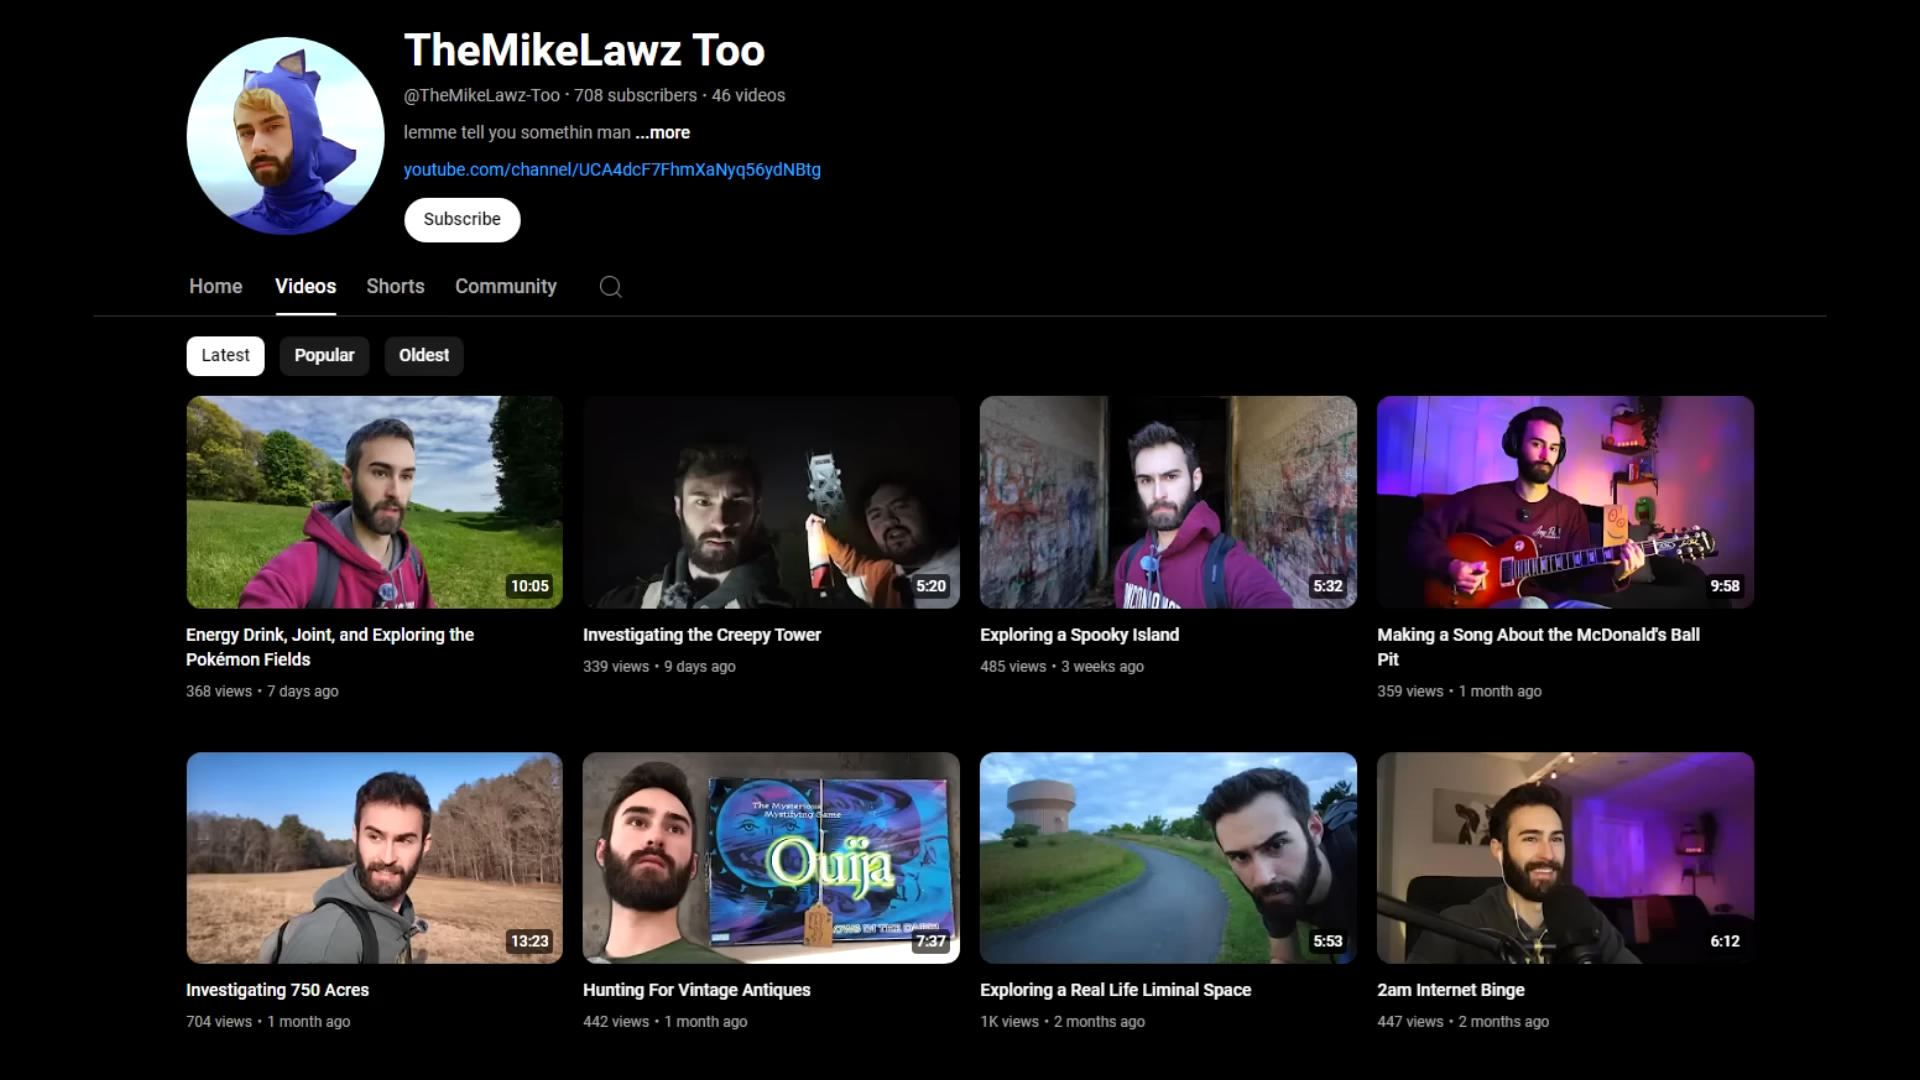 TheMikeLawz Too
@TheMikeLawz-Too • 708 subscribers • 46 videos
lemme tell you somethin man ...more
youtube.com/channel/UCA4dcF7FhmXaNyq56ydNBtg
Subscribe
Home Videos Shorts Community
Latest Popular Oldest
10:05
5:20
5:32
9:58
Energy Drink, Joint, and Exploring the
Pokémon Fields
368 views • 7 days ago
Investigating the Creepy Tower
339 views • 9 days ago
Exploring a Spooky Island
485 views • 3 weeks ago
Making a Song About the McDonald's Ball
Pit
359 views • 1 month ago
13:23
The Mysterious
Mystifying Game
Ouija
7:37
5:53
6:12
Investigating 750 Acres
704 views • 1 month ago
Hunting For Vintage Antiques
442 views • 1 month ago
Exploring a Real Life Liminal Space
1K views • 2 months ago
2am Internet Binge
447 views • 2 months ago